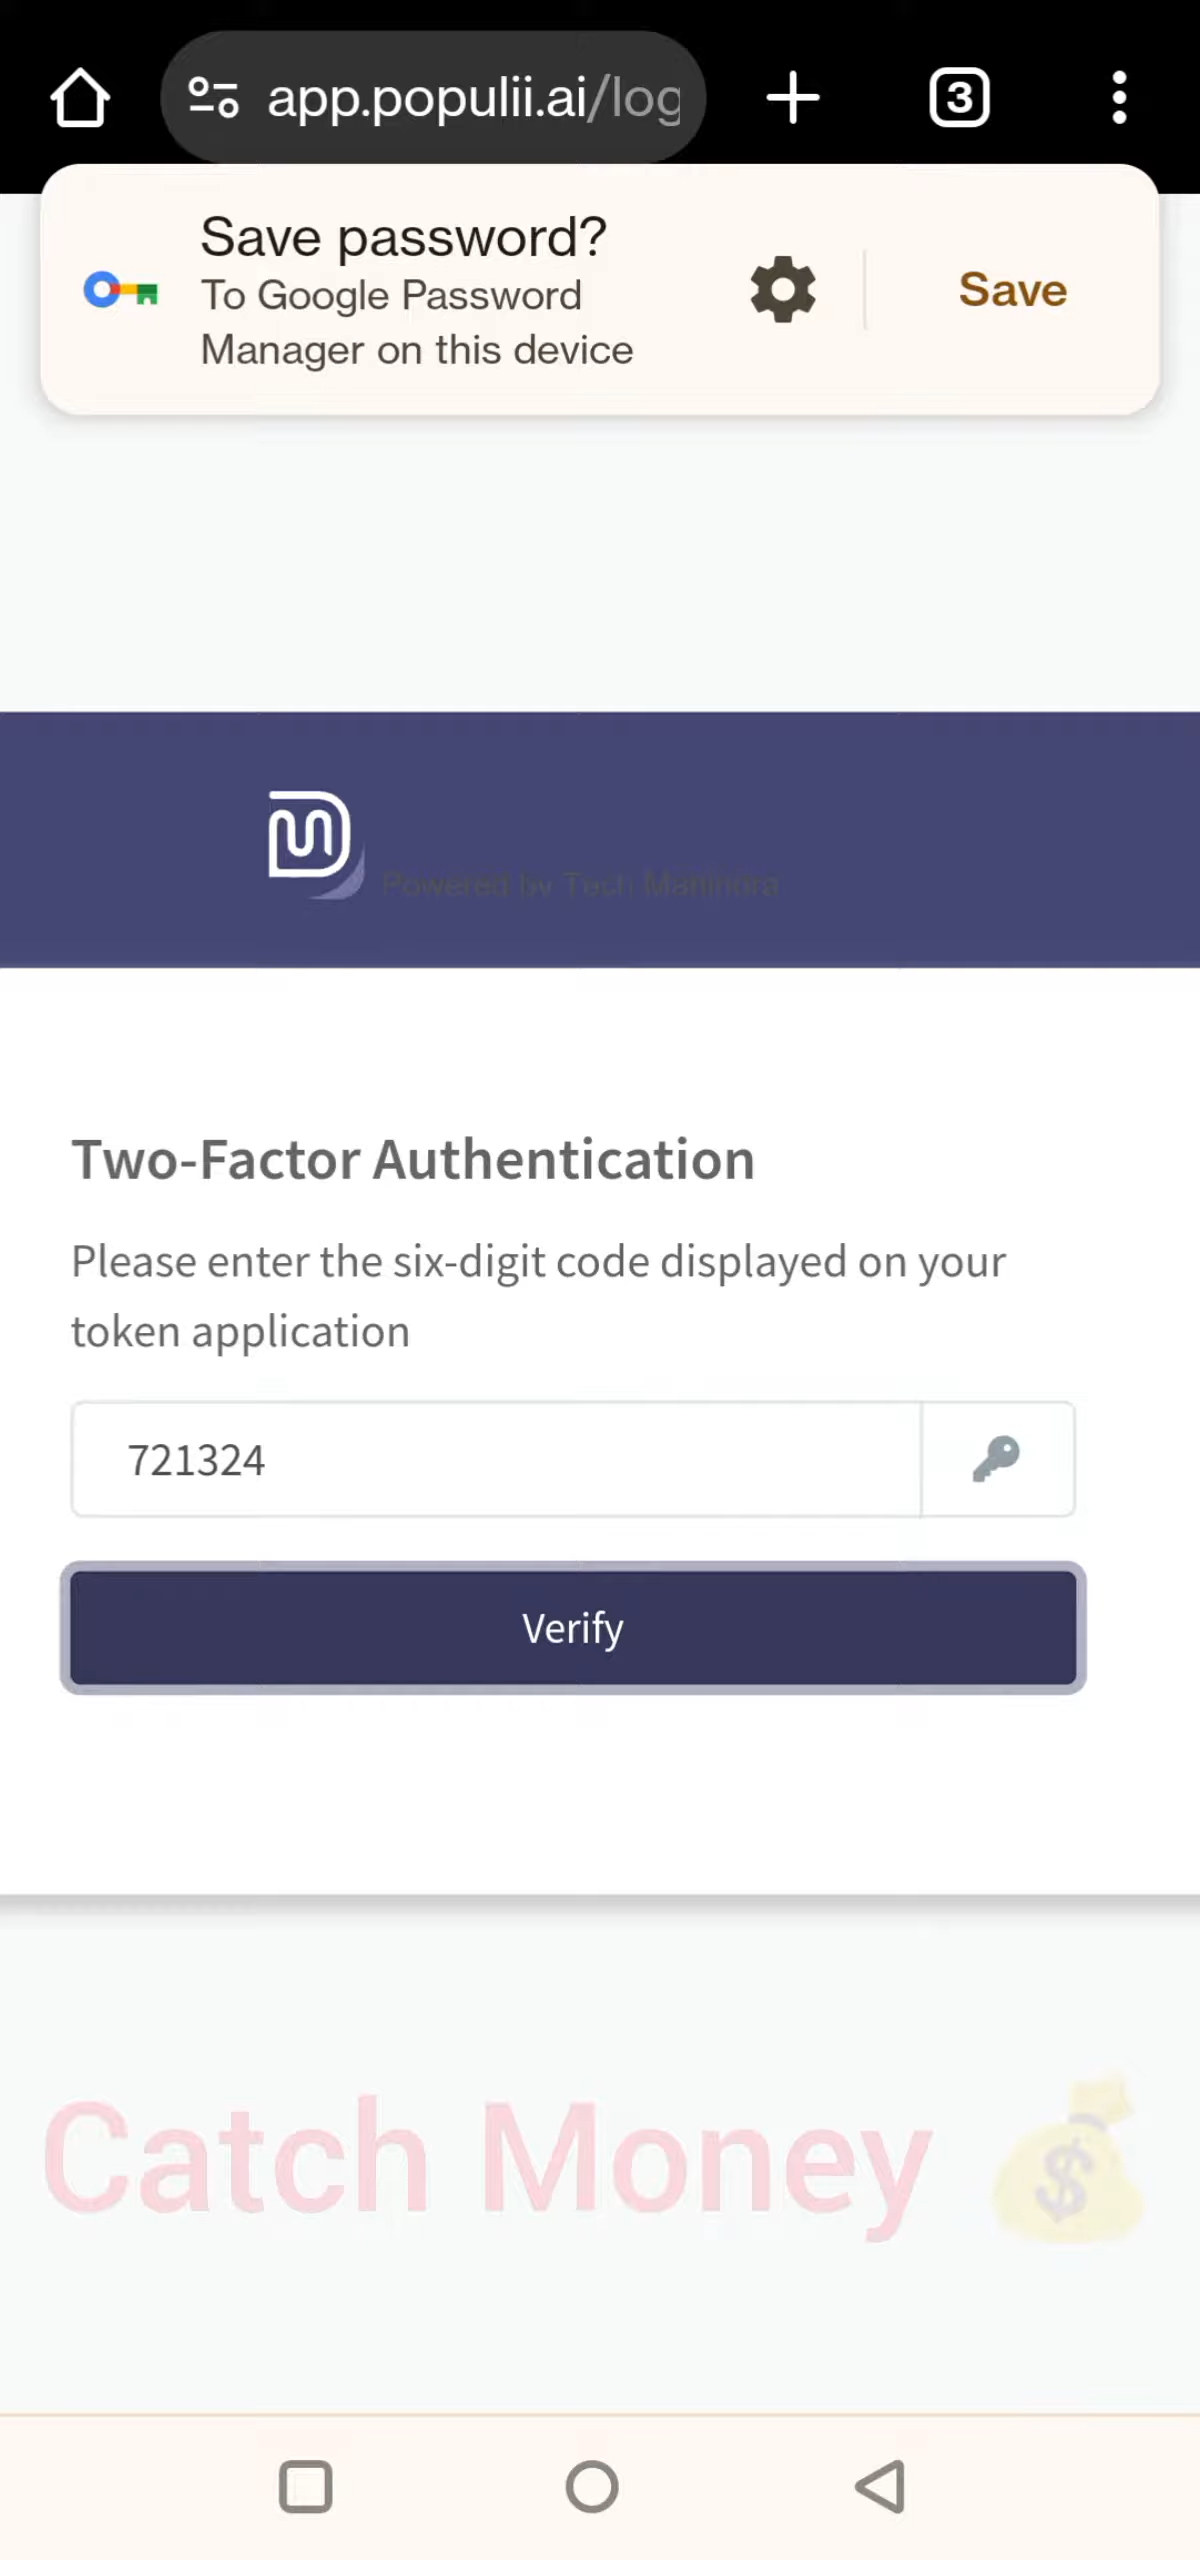 app.populii.ai/log
3
Save password?
To Google Password
Manager on this device
Save
Powered by Tech Mahindra
Two-Factor Authentication
Please enter the six-digit code displayed on your
token application
721324
Verify
Catch Money 💰